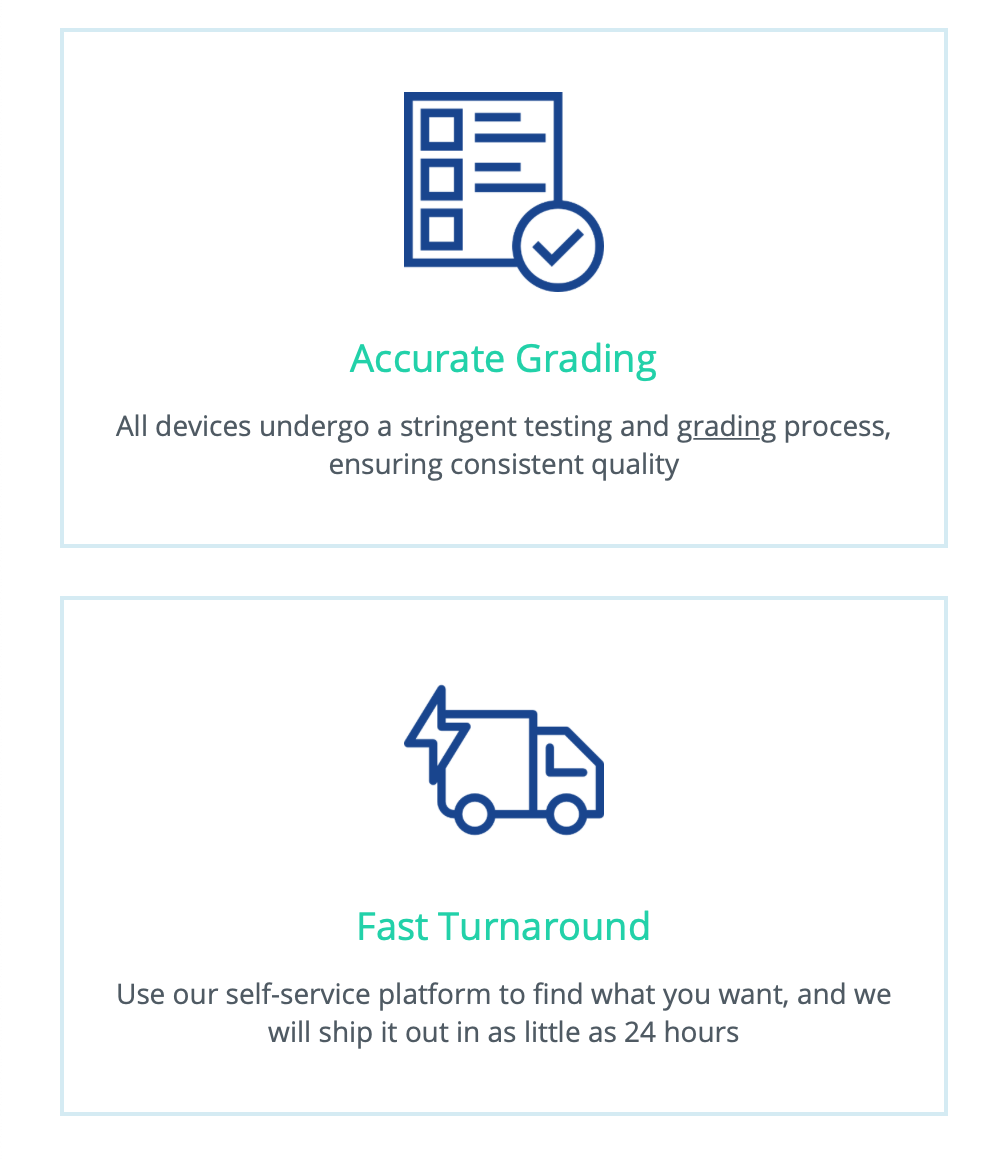 Accurate Grading
All devices undergo a stringent testing and grading process,
ensuring consistent quality
Fast Turnaround
Use our self-service platform to find what you want, and we
will ship it out in as little as 24 hours